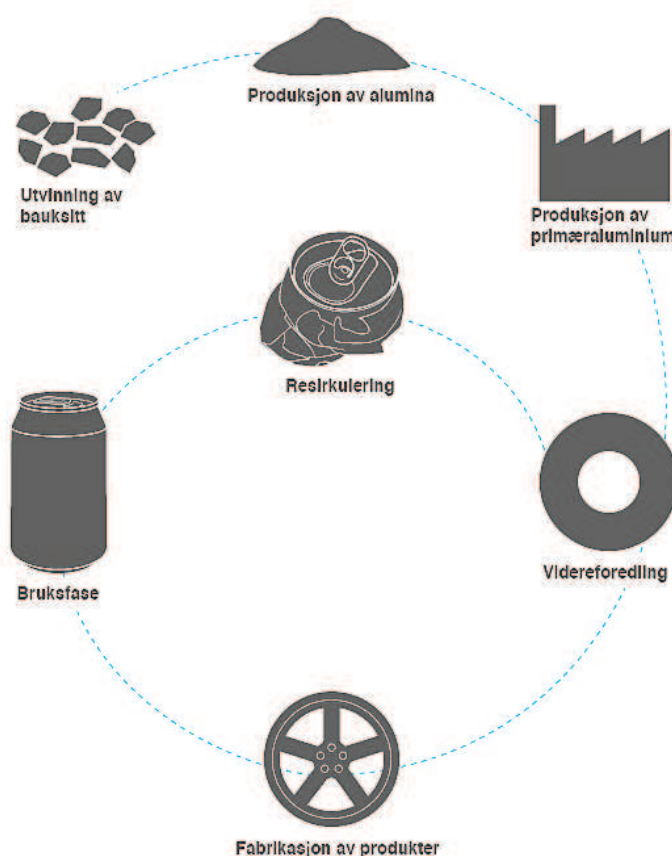 Produksjon av alumina
Utvinning av
bauksitt
Produksjon av
primæraluminium
Resirkulering
Bruksfase
Videreforedling
Fabrikasjon av produkter